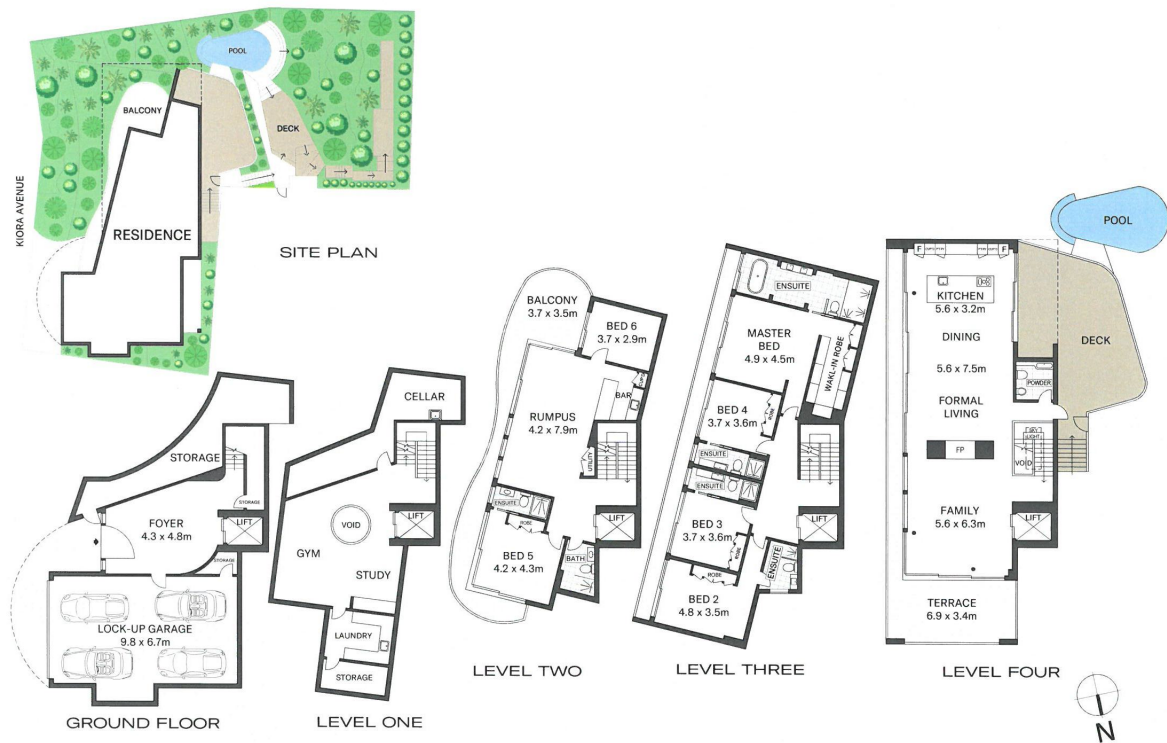 KIORA AVENUE
POOL
BALCONY
DECK
RESIDENCE
SITE PLAN
STORAGE
STORAGE
FOYER
4.3 x 4.8m
LIFT
STORAGE
LOCK-UP GARAGE
9.8 x 6.7m
GROUND FLOOR
CELLAR
VOID
LIFT
GYM
STUDY
LAUNDRY
STORAGE
LEVEL ONE
BALCONY
3.7 x 3.5m
BED 6
3.7 x 2.9m
CUPD
BAR
RUMPUS
4.2 x 7.9m
UTILITY
ENSUITE
ROBE
LIFT
BED 5
4.2 x 4.3m
BATH
LEVEL TWO
ENSUITE
MASTER
BED
4.9 x 4.5m
WAKL-IN ROBE
BED 4
3.7 x 3.6m
ROBE
ENSUITE
ENSUITE
BED 3
3.7 x 3.6m
ROBE
LIFT
ROBE
ENSUITE
BED 2
4.8 x 3.5m
LEVEL THREE
POOL
F
F
KITCHEN
5.6 x 3.2m
DINING
DECK
5.6 x 7.5m
POWDER
FORMAL
LIVING
SKY
LIGHT
VOID
FP
FAMILY
5.6 x 6.3m
LIFT
TERRACE
6.9 x 3.4m
LEVEL FOUR
N